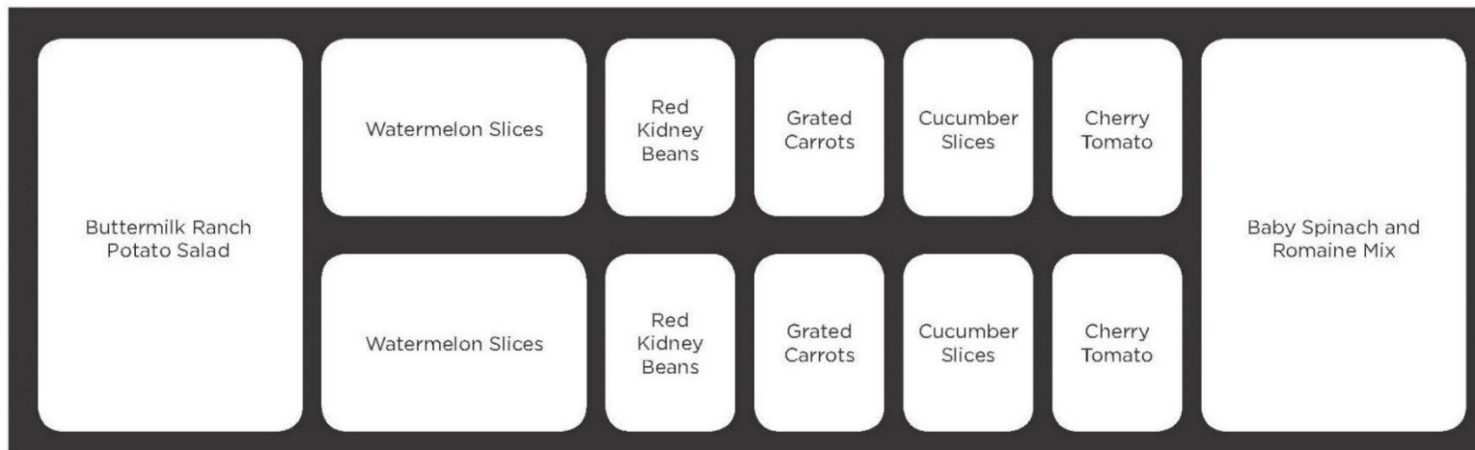 Buttermilk Ranch
Potato Salad
Watermelon Slices
Red
Kidney
Beans
Grated
Carrots
Cucumber
Slices
Cherry
Tomato
Watermelon Slices
Red
Kidney
Beans
Grated
Carrots
Cucumber
Slices
Cherry
Tomato
Baby Spinach and
Romaine Mix